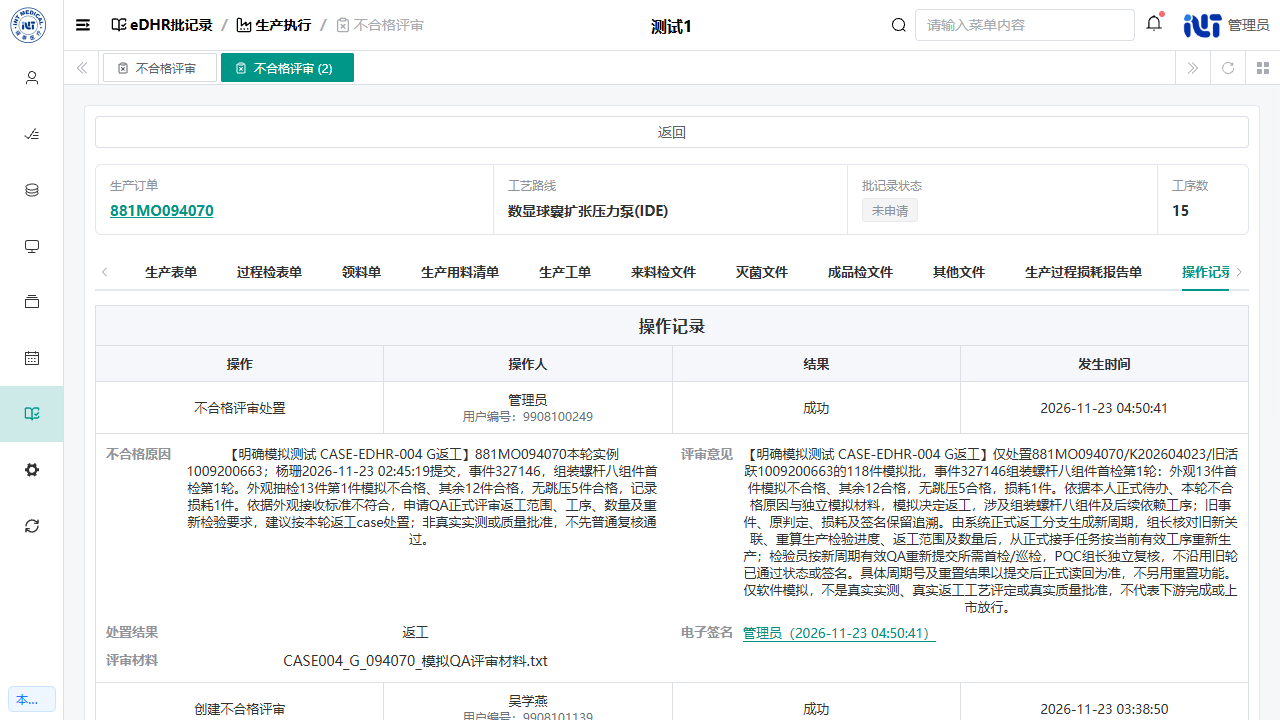 eDHR批记录 / 生产执行 / 不合格评审
测试1
请输入菜单内容
管理员
不合格评审
不合格评审 (2)
返回
生产订单
881MO094070
工艺路线
数显球囊扩张压力泵(IDE)
批记录状态
未申请
工序数
15
生产表单 过程检表单 领料单 生产用料清单 生产工单 来料检文件 灭菌文件 成品检文件 其他文件 生产过程损耗报告单 操作记录
操作记录
操作 操作人 结果 发生时间
不合格评审处置
管理员
用户编号：9908100249
成功
2026-11-23 04:50:41
不合格原因
【明确模拟测试 CASE-EDHR-004 G返工】881MO094070本轮实例
1009200663；杨珊2026-11-23 02:45:19提交，事件327146，组装螺杆八组件首
检第1轮。外观抽检13件第1件模拟不合格、其余12件合格，无跳压5件合格，记录
损耗1件。依据外观接收标准不符合，申请QA正式评审返工范围、工序、数量及重
新检验要求，建议按本轮返工case处置；非真实实测或质量批准，不先普通复核通
过。
评审意见
【明确模拟测试 CASE-EDHR-004 G返工】仅处置881MO094070/K202604023/旧活
跃1009200663的118件模拟批，事件327146组装螺杆八组件首检第1轮：外观13件首
件模拟不合格、其余12合格，无跳压5合格，损耗1件。依据本人正式待办、本轮不合
格原因与独立模拟材料，模拟决定返工，涉及组装螺杆八组件及后续依赖工序；旧事
件、原判定、损耗及签名保留追溯。由系统正式返工分支生成新周期，组长核对旧新关
联、重算生产检验进度、返工范围及数量后，从正式接手任务按当前有效工序重新生
产；检验员按新周期有效QA重新提交所需首检/巡检，PQC组长独立复核，不沿用旧轮
已通过状态或签名。具体周期号及重置结果以提交后正式读回为准，不另用重置功能。
仅软件模拟，不是真实实测、真实返工工艺评定或真实质量批准，不代表下游完成或上
市放行。
处置结果
返工
电子签名
管理员（2026-11-23 04:50:41）
评审材料
CASE004_G_094070_模拟QA评审材料.txt
创建不合格评审
吴学燕
用户编号：9908101139
成功
2026-11-23 03:38:50
本...